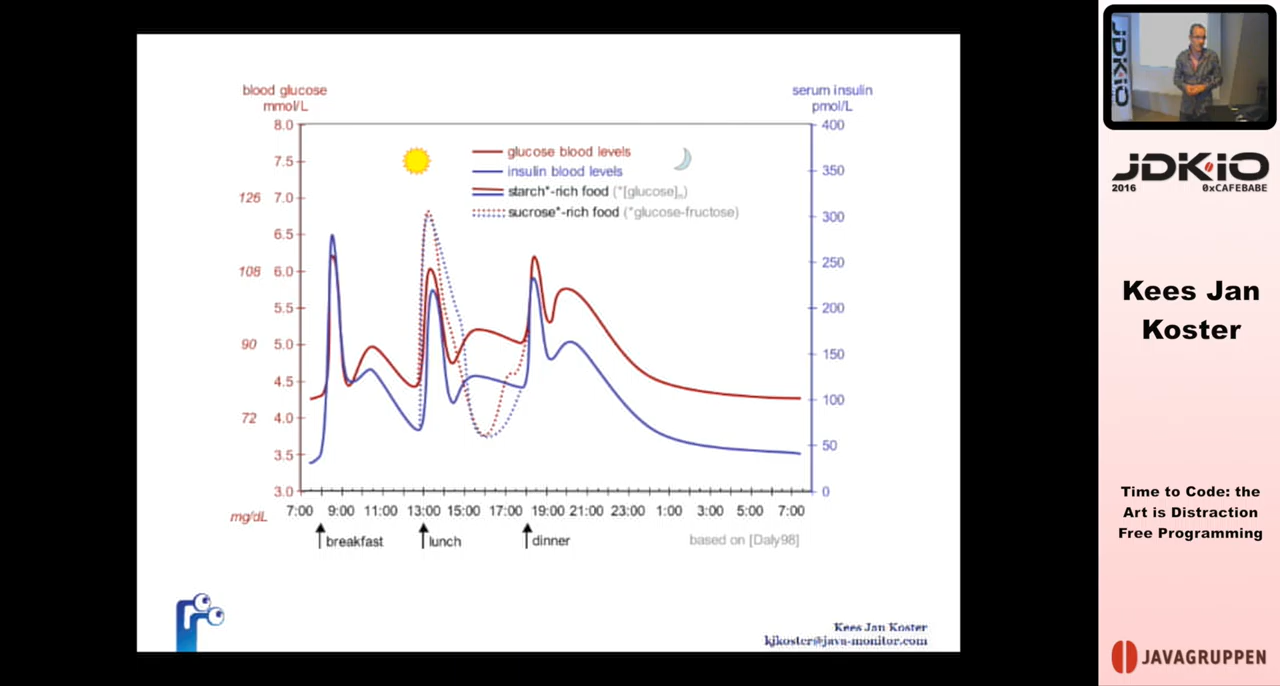 blood glucose
mmol/L
serum insulin
pmol/L
8.0
7.5
126 7.0
6.5
108 6.0
5.5
90 5.0
4.5
72 4.0
3.5
3.0
mg/dL
glucose blood levels
insulin blood levels
starch*-rich food (*[glucose]n)
sucrose*-rich food (*glucose-fructose)
400
350
300
250
200
150
100
50
0
7:00 9:00 11:00 13:00 15:00 17:00 19:00 21:00 23:00 1:00 3:00 5:00 7:00
breakfast lunch dinner
based on [Daly98]
Kees Jan Koster
kjkoster@java-monitor.com
JDKIO
JDKIO
2016 0xCAFEBABE
Kees Jan
Koster
Time to Code: the
Art is Distraction
Free Programming
JAVAGRUPPEN